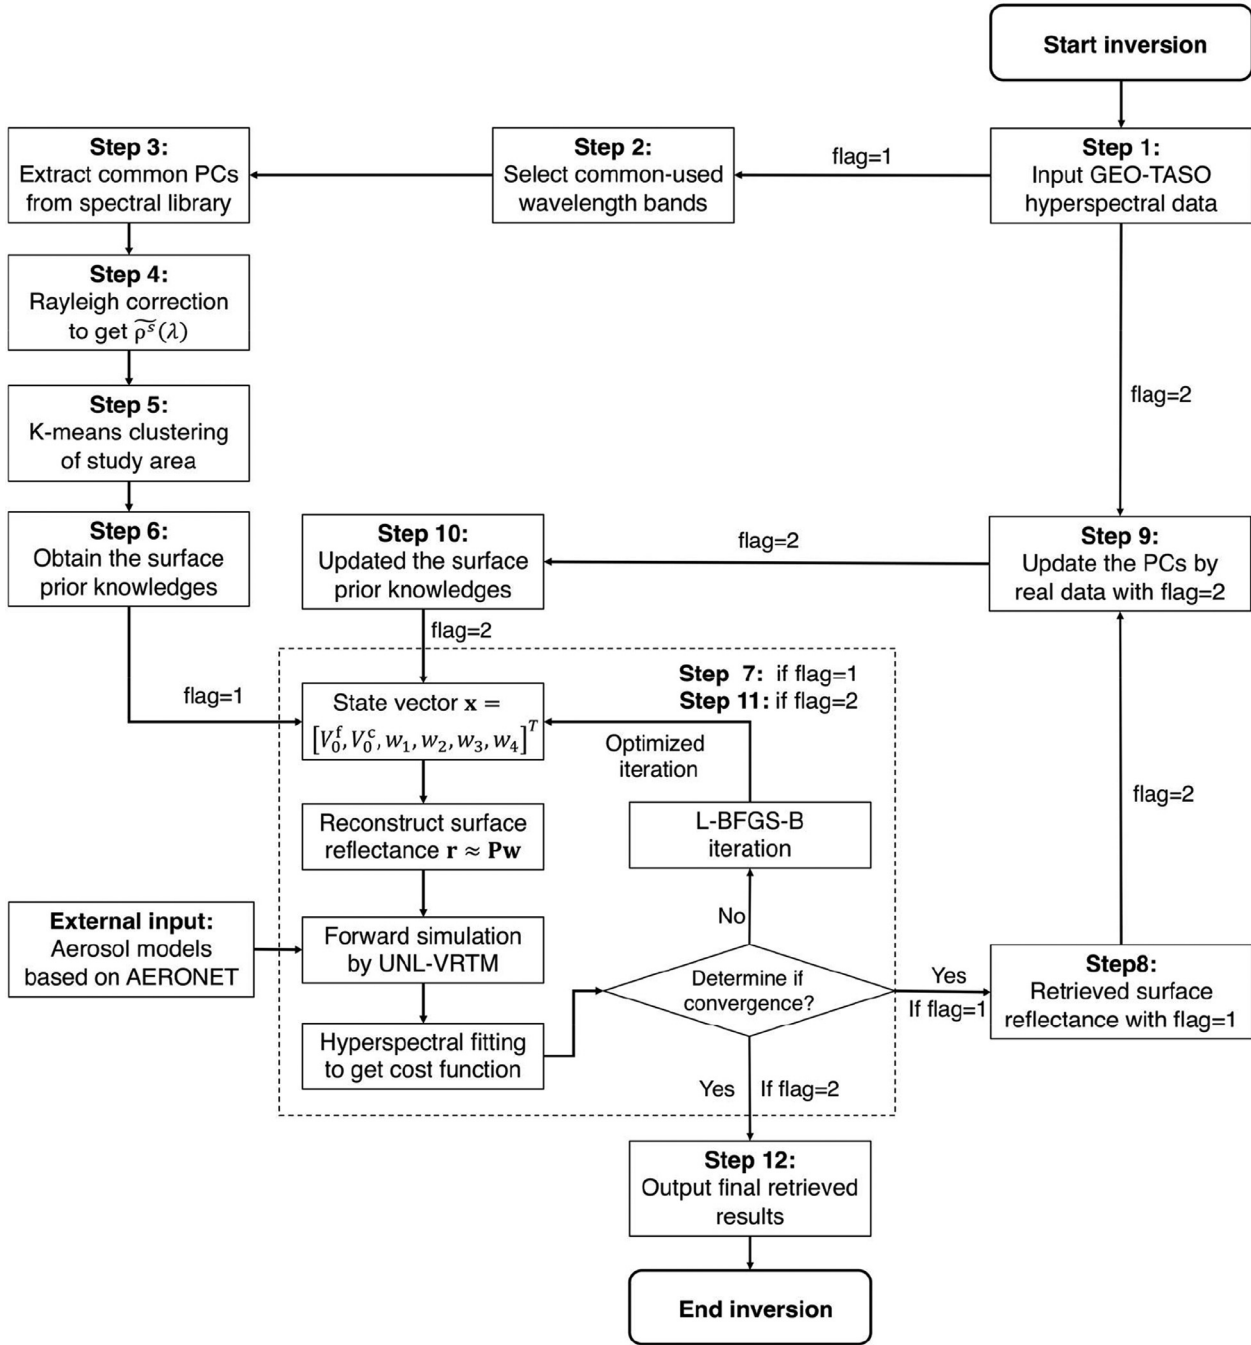 Start inversion
Step 1:
Input GEO-TASO
hyperspectral data
flag=1
Step 2:
Select common-used
wavelength bands
Step 3:
Extract common PCs
from spectral library
Step 4:
Rayleigh correction
to get ρ̃ˢ(λ)
Step 5:
K-means clustering
of study area
Step 6:
Obtain the surface
prior knowledges
flag=1
flag=2
Step 9:
Update the PCs by
real data with flag=2
flag=2
Step 10:
Updated the surface
prior knowledges
flag=2
Step 7: if flag=1
Step 11: if flag=2
State vector x =
[V₀ᶠ, V₀ᶜ, w₁, w₂, w₃, w₄]ᵀ
Optimized
iteration
Reconstruct surface
reflectance r ≈ Pw
L-BFGS-B
iteration
External input:
Aerosol models
based on AERONET
Forward simulation
by UNL-VRTM
Hyperspectral fitting
to get cost function
No
Determine if
convergence?
Yes
If flag=1
Step8:
Retrieved surface
reflectance with flag=1
flag=2
Yes If flag=2
Step 12:
Output final retrieved
results
End inversion